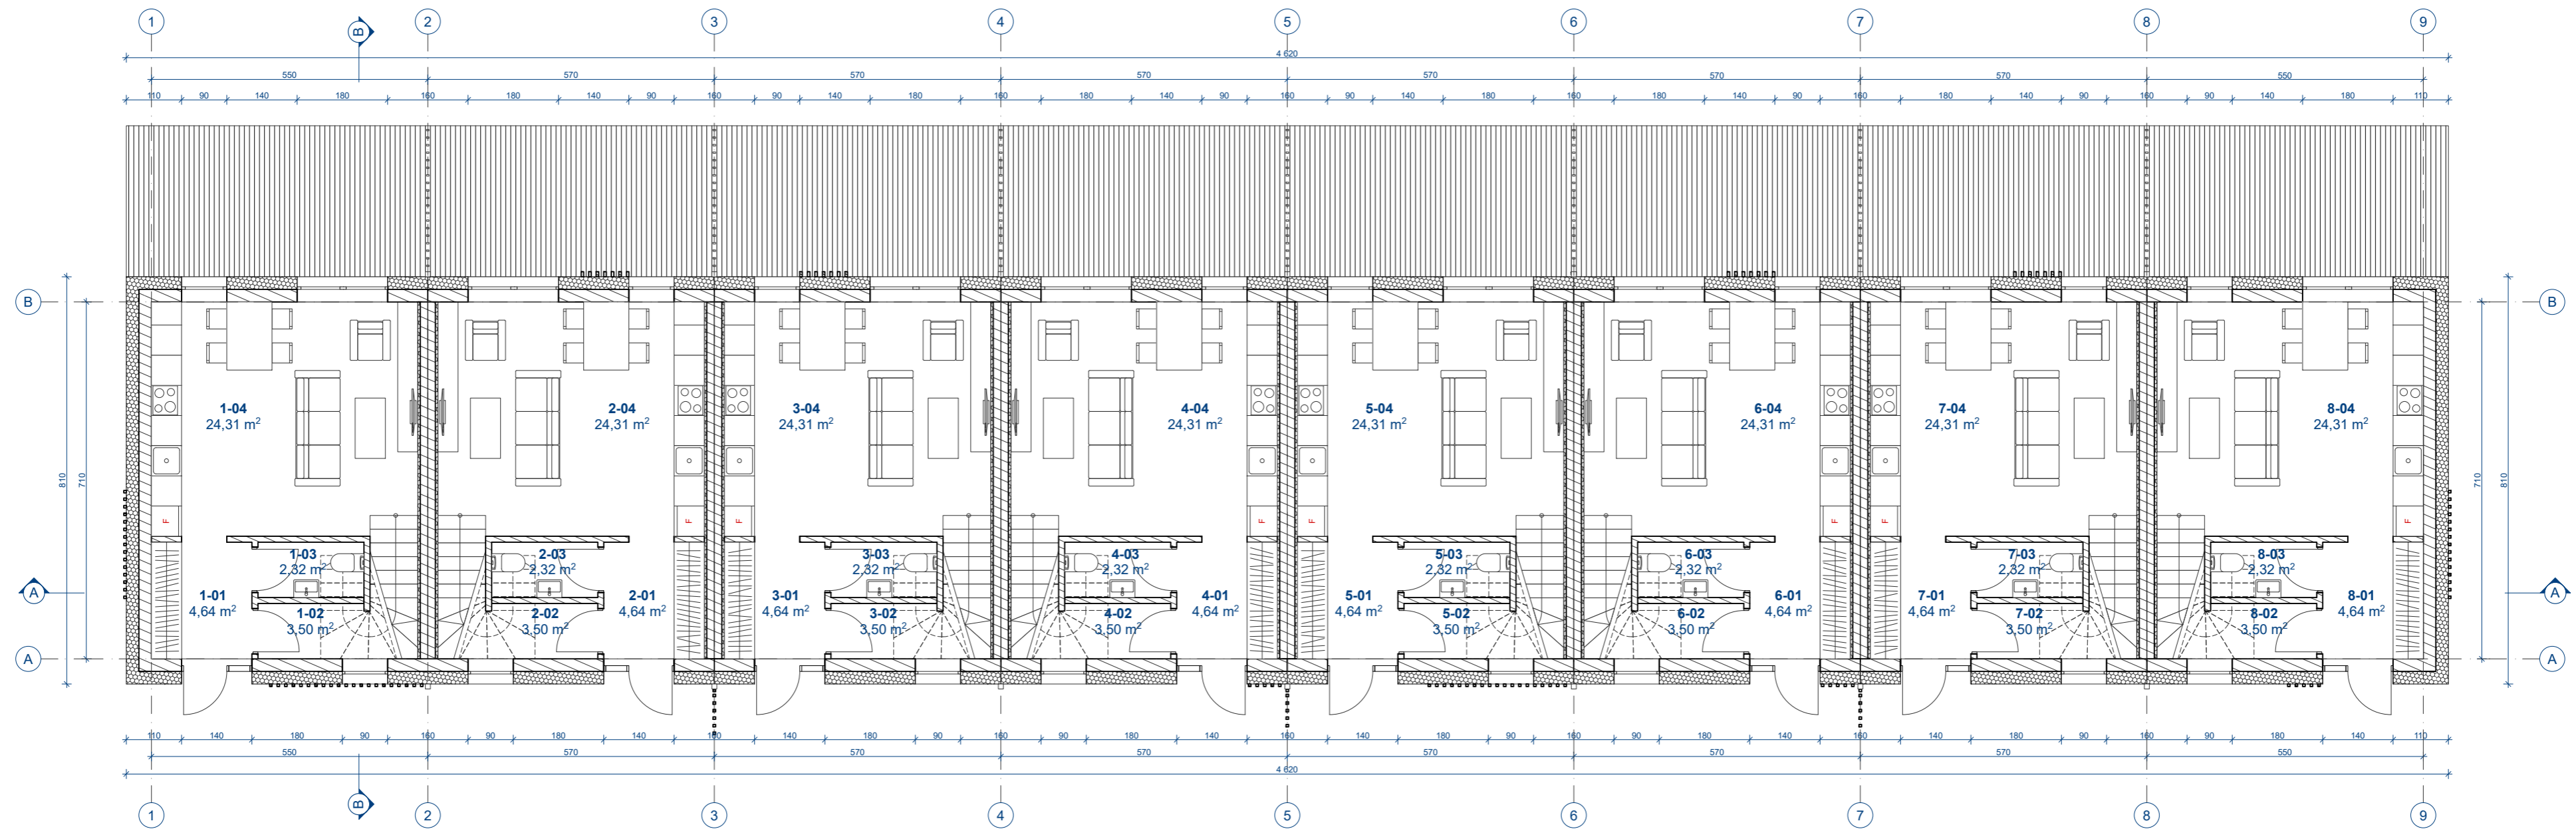 1 2 3 4 5 6 7 8 9
B
4 620
550 570 570 570 570 570 570 550
110 90 140 180 160 180 140 90 160 90 140 180 160 180 140 90 160 90 140 180 160 180 140 90 160 180 140 90 160 90 140 180 110
B B
1-04 2-04 3-04 4-04 5-04 6-04 7-04 8-04
24,31 m² 24,31 m² 24,31 m² 24,31 m² 24,31 m² 24,31 m² 24,31 m² 24,31 m²
810 710 710 810
F F F F F F F F
1-03 2-03 3-03 4-03 5-03 6-03 7-03 8-03
2,32 m² 2,32 m² 2,32 m² 2,32 m² 2,32 m² 2,32 m² 2,32 m² 2,32 m²
A A
1-01 2-01 3-01 4-01 5-01 6-01 7-01 8-01
4,64 m² 4,64 m² 4,64 m² 4,64 m² 4,64 m² 4,64 m² 4,64 m² 4,64 m²
1-02 2-02 3-02 4-02 5-02 6-02 7-02 8-02
3,50 m² 3,50 m² 3,50 m² 3,50 m² 3,50 m² 3,50 m² 3,50 m² 3,50 m²
A A
110 140 180 90 160 90 180 140 160 140 180 90 160 90 180 140 160 140 180 90 160 90 180 140 160 140 180 90 160 90 180 140 110
550 570 570 570 570 570 570 550
4 620
B
1 2 3 4 5 6 7 8 9